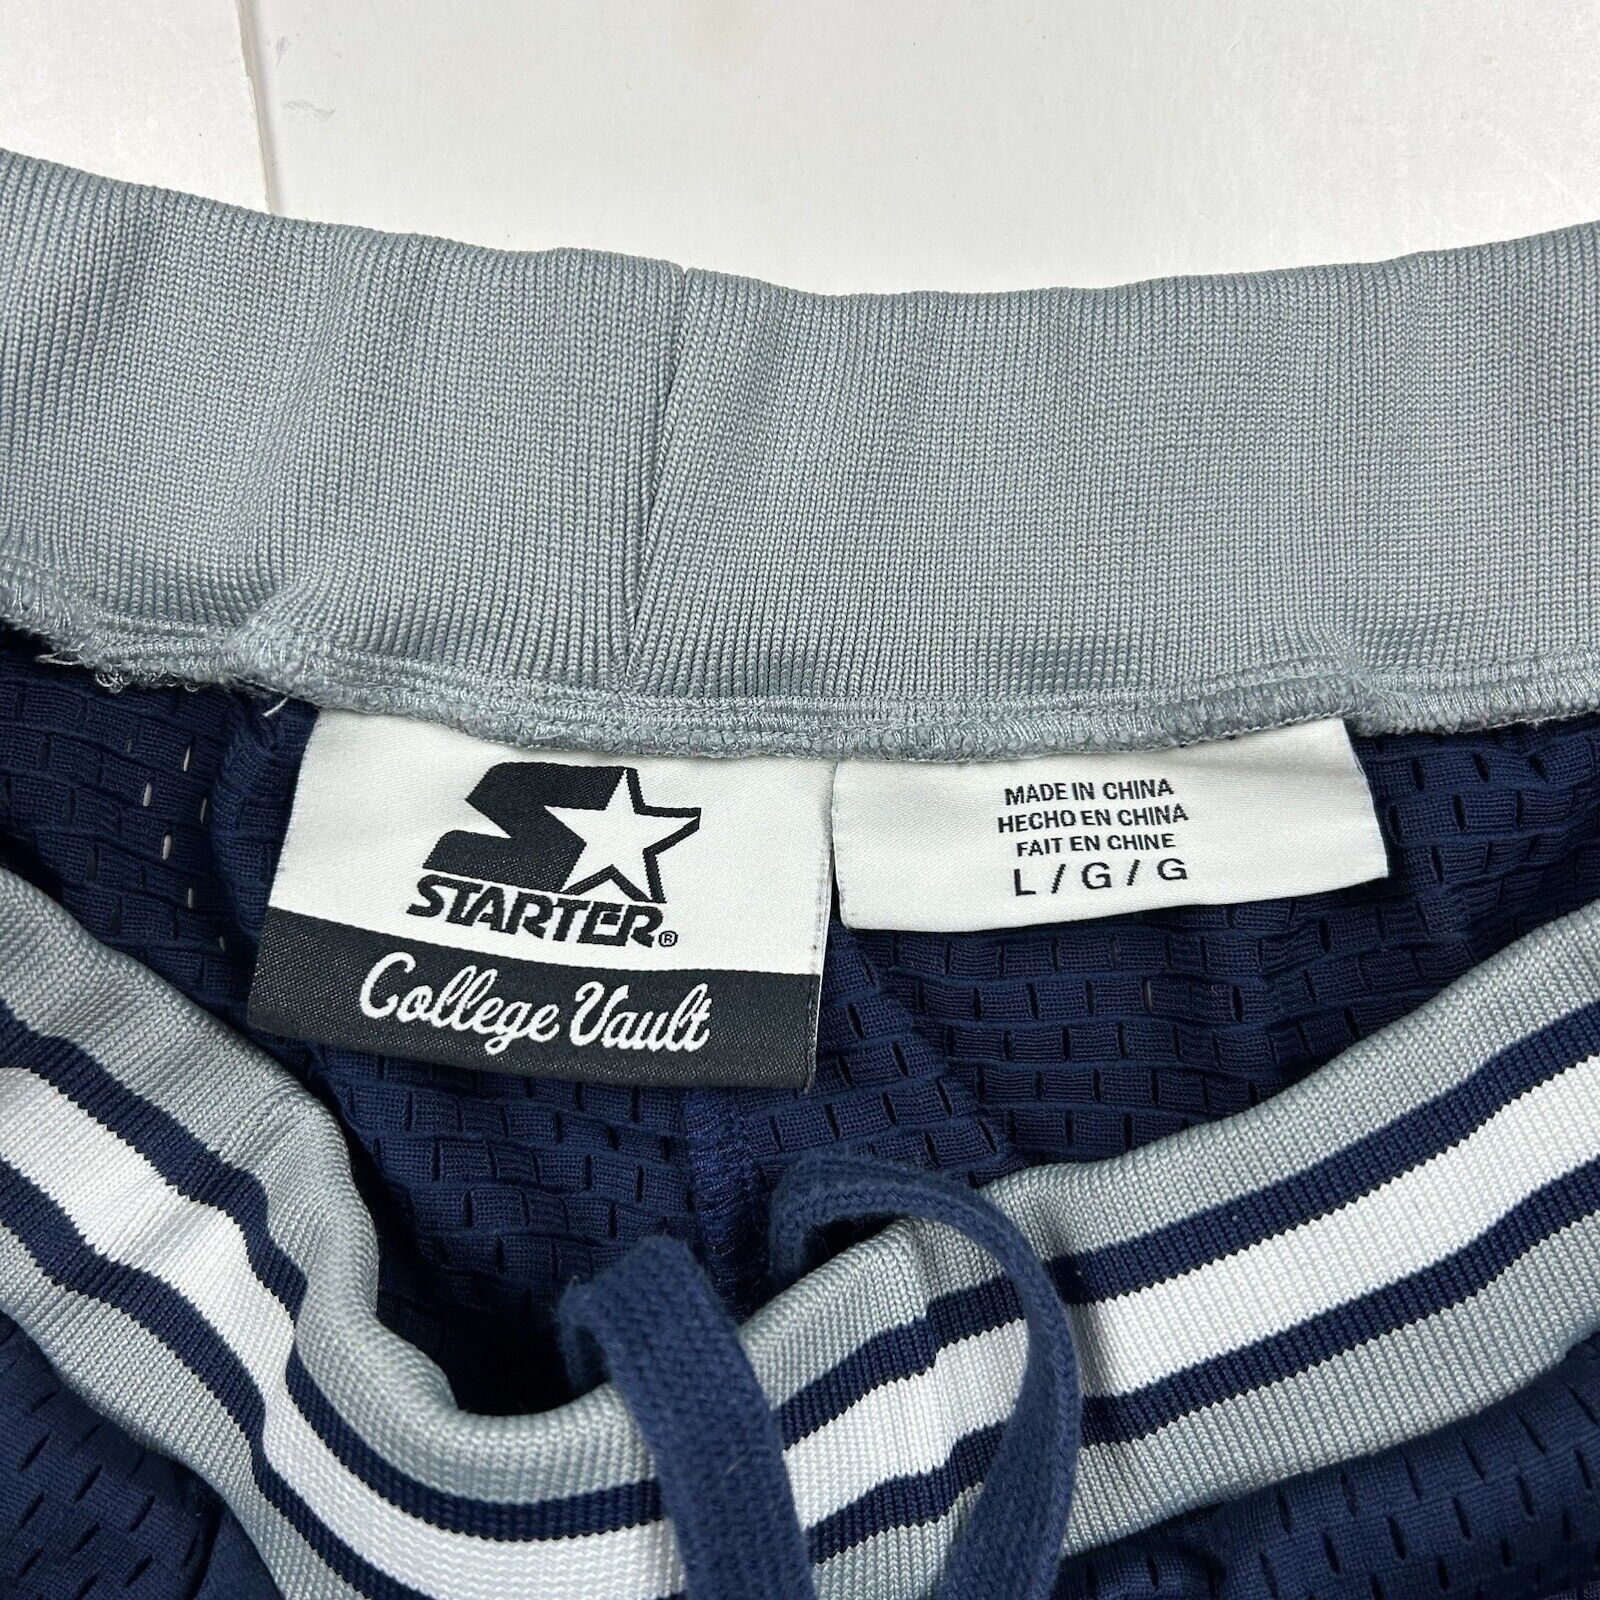 STARTER®
College Vault
MADE IN CHINA
HECHO EN CHINA
FAIT EN CHINE
L / G / G